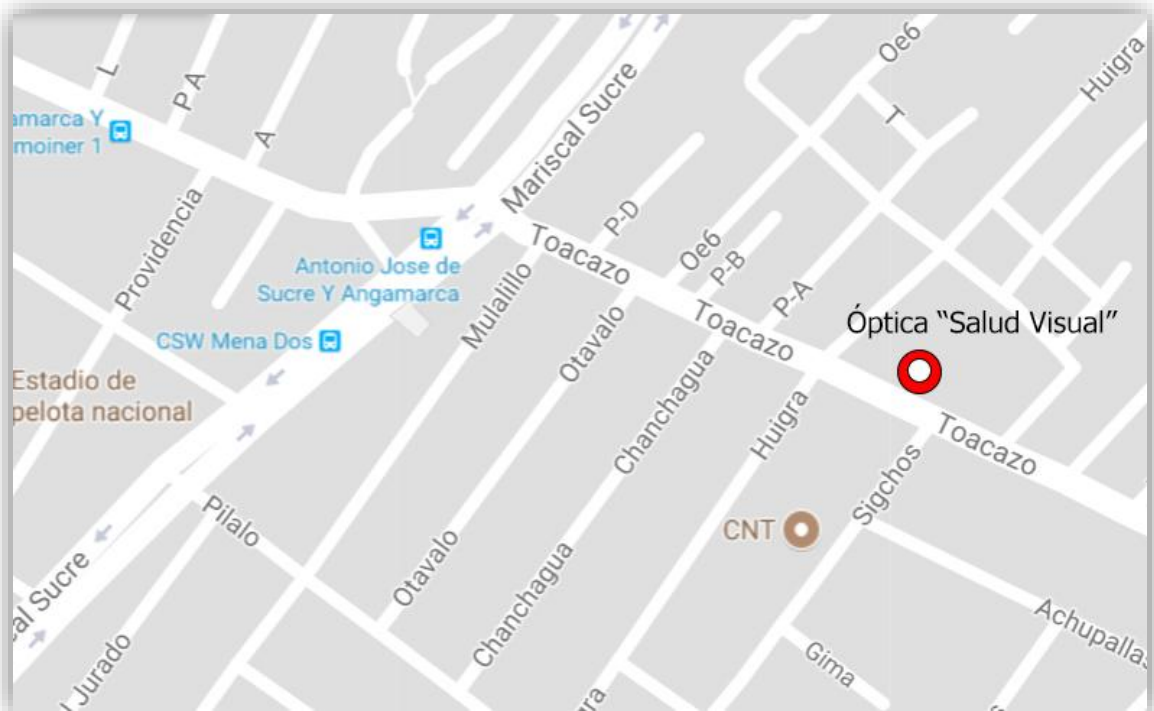 Oe6
Huigra
L
P A
A
T
amarca Y
moiner 1
Mariscal Sucre
Providencia
P-D
Toacazo
Oe6
P-B
Antonio Jose de
Sucre Y Angamarca
Mulalillo
P-A
Toacazo
Óptica “Salud Visual”
CSW Mena Dos
Otavalo
Estadio de
pelota nacional
Chanchagua
Huigra
Toacazo
Sigchos
Pilalo
CNT
Otavalo
Chanchagua
al Sucre
Achupallas
Gima
Jurado
gra